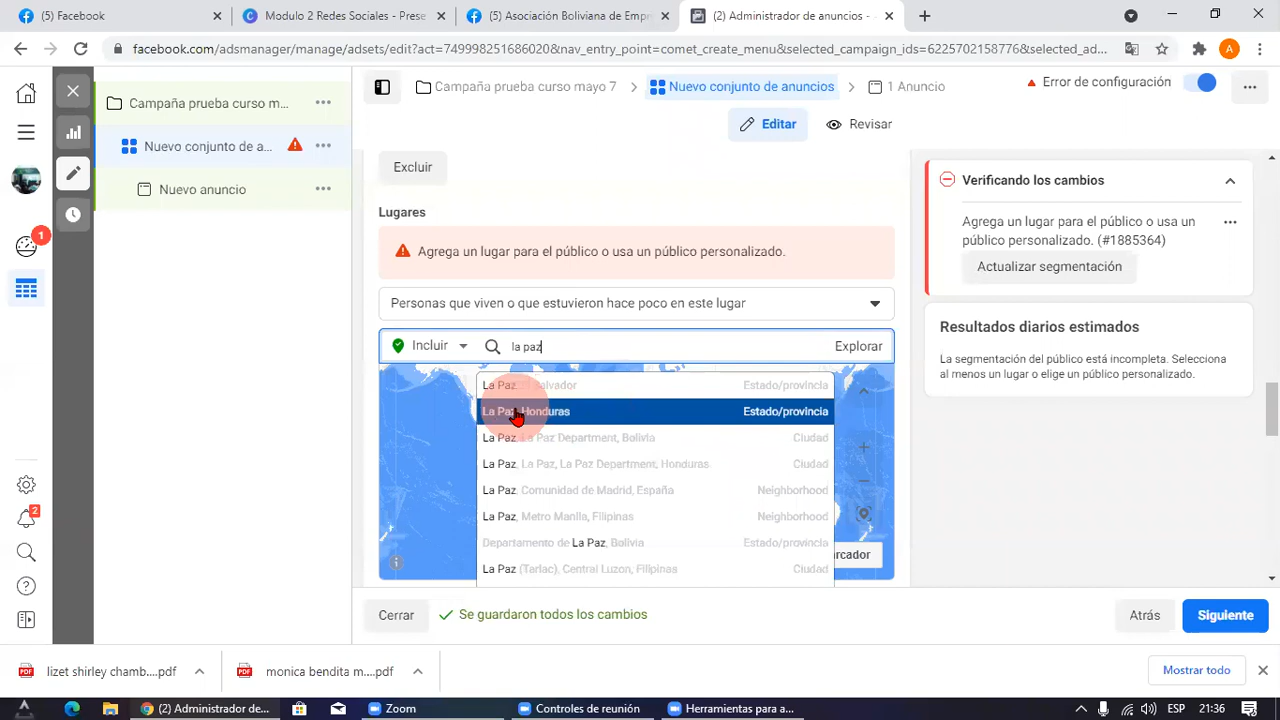 (5) Facebook
Modulo 2 Redes Sociales - Pres
(5) Asociación Boliviana de Empr
(2) Administrador de anuncios -
facebook.com/adsmanager/manage/adsets/edit?act=749998251686020&nav_entry_point=comet_create_menu&selected_campaign_ids=6225702158776&selected_ad...
A
Campaña prueba curso m...
Nuevo conjunto de a...
Nuevo anuncio
1
2
Campaña prueba curso mayo 7
Nuevo conjunto de anuncios
1 Anuncio
Error de configuración
Editar
Revisar
Excluir
Lugares
Agrega un lugar para el público o usa un público personalizado.
Personas que viven o que estuvieron hace poco en este lugar
Incluir
la paz
Explorar
La Paz, Salvador Estado/provincia
La Paz, Honduras Estado/provincia
La Paz, La Paz Department, Bolivia Ciudad
La Paz, La Paz, La Paz Department, Honduras Ciudad
La Paz, Comunidad de Madrid, España Neighborhood
La Paz, Metro Manila, Filipinas Neighborhood
Departamento de La Paz, Bolivia Estado/provincia
La Paz (Tarlac), Central Luzon, Filipinas Ciudad
arcador
Verificando los cambios
Agrega un lugar para el público o usa un
público personalizado. (#1885364)
Actualizar segmentación
Resultados diarios estimados
La segmentación del público está incompleta. Selecciona
al menos un lugar o elige un público personalizado.
Cerrar
Se guardaron todos los cambios
Atrás
Siguiente
lizet shirley chamb....pdf
monica bendita m....pdf
Mostrar todo
(2) Administrador de...
Zoom
Controles de reunión
Herramientas para a...
ESP
21:36